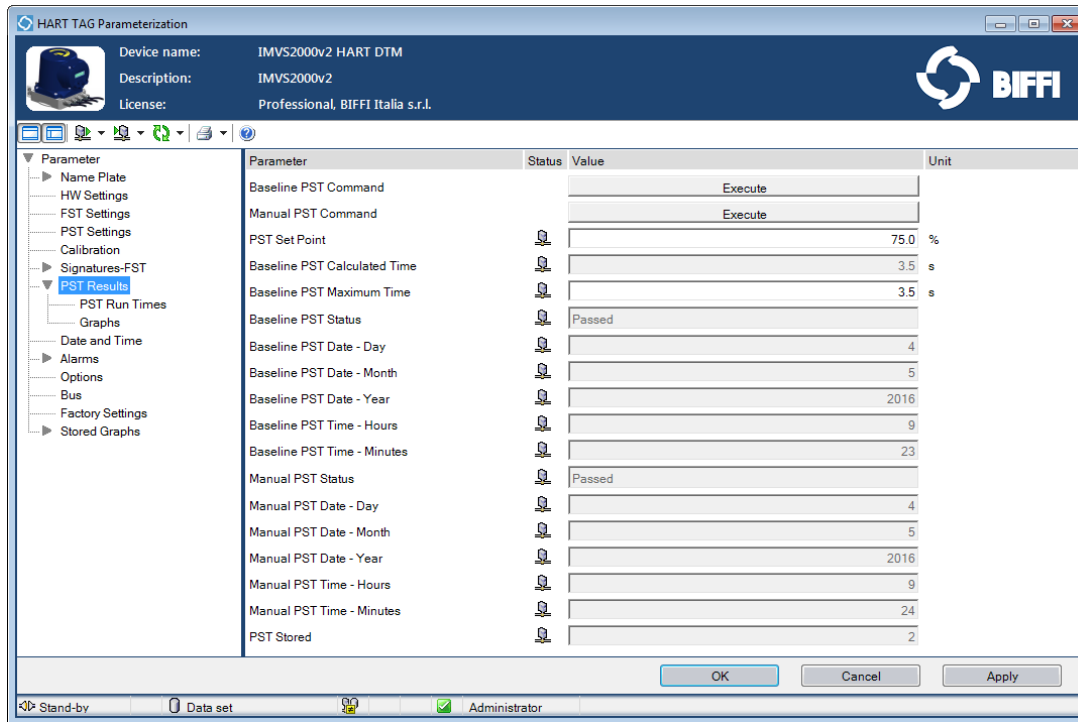 HART TAG Parameterization
Device name: IMVS2000v2 HART DTM
Description: IMVS2000v2
License: Professional, BIFFI Italia s.r.l.
BIFFI
Parameter
Name Plate
HW Settings
FST Settings
PST Settings
Calibration
Signatures-FST
PST Results
PST Run Times
Graphs
Date and Time
Alarms
Options
Bus
Factory Settings
Stored Graphs
Parameter Status Value Unit
Baseline PST Command Execute
Manual PST Command Execute
PST Set Point 75.0 %
Baseline PST Calculated Time 3.5 s
Baseline PST Maximum Time 3.5 s
Baseline PST Status Passed
Baseline PST Date - Day 4
Baseline PST Date - Month 5
Baseline PST Date - Year 2016
Baseline PST Time - Hours 9
Baseline PST Time - Minutes 23
Manual PST Status Passed
Manual PST Date - Day 4
Manual PST Date - Month 5
Manual PST Date - Year 2016
Manual PST Time - Hours 9
Manual PST Time - Minutes 24
PST Stored 2
OK Cancel Apply
Stand-by Data set Administrator